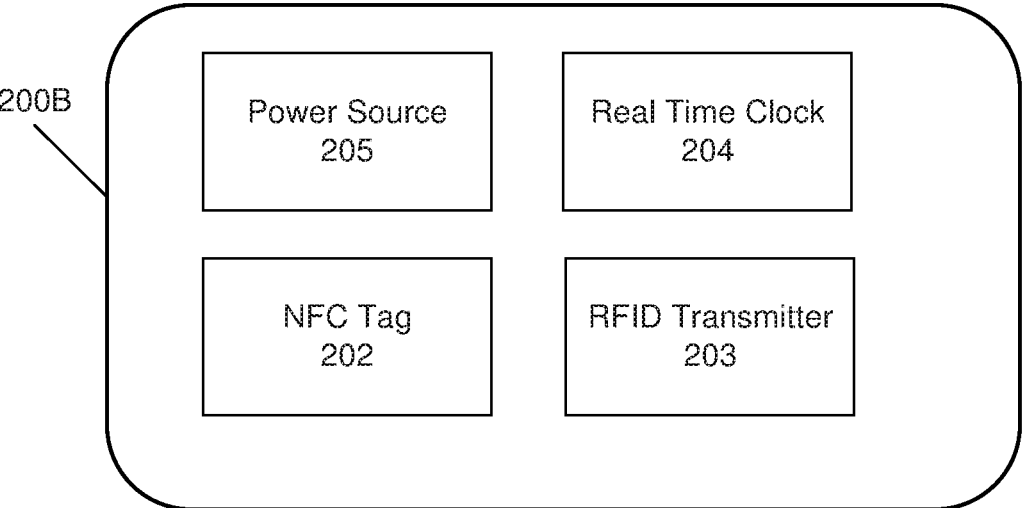 200B
Power Source
205
Real Time Clock
204
NFC Tag
202
RFID Transmitter
203